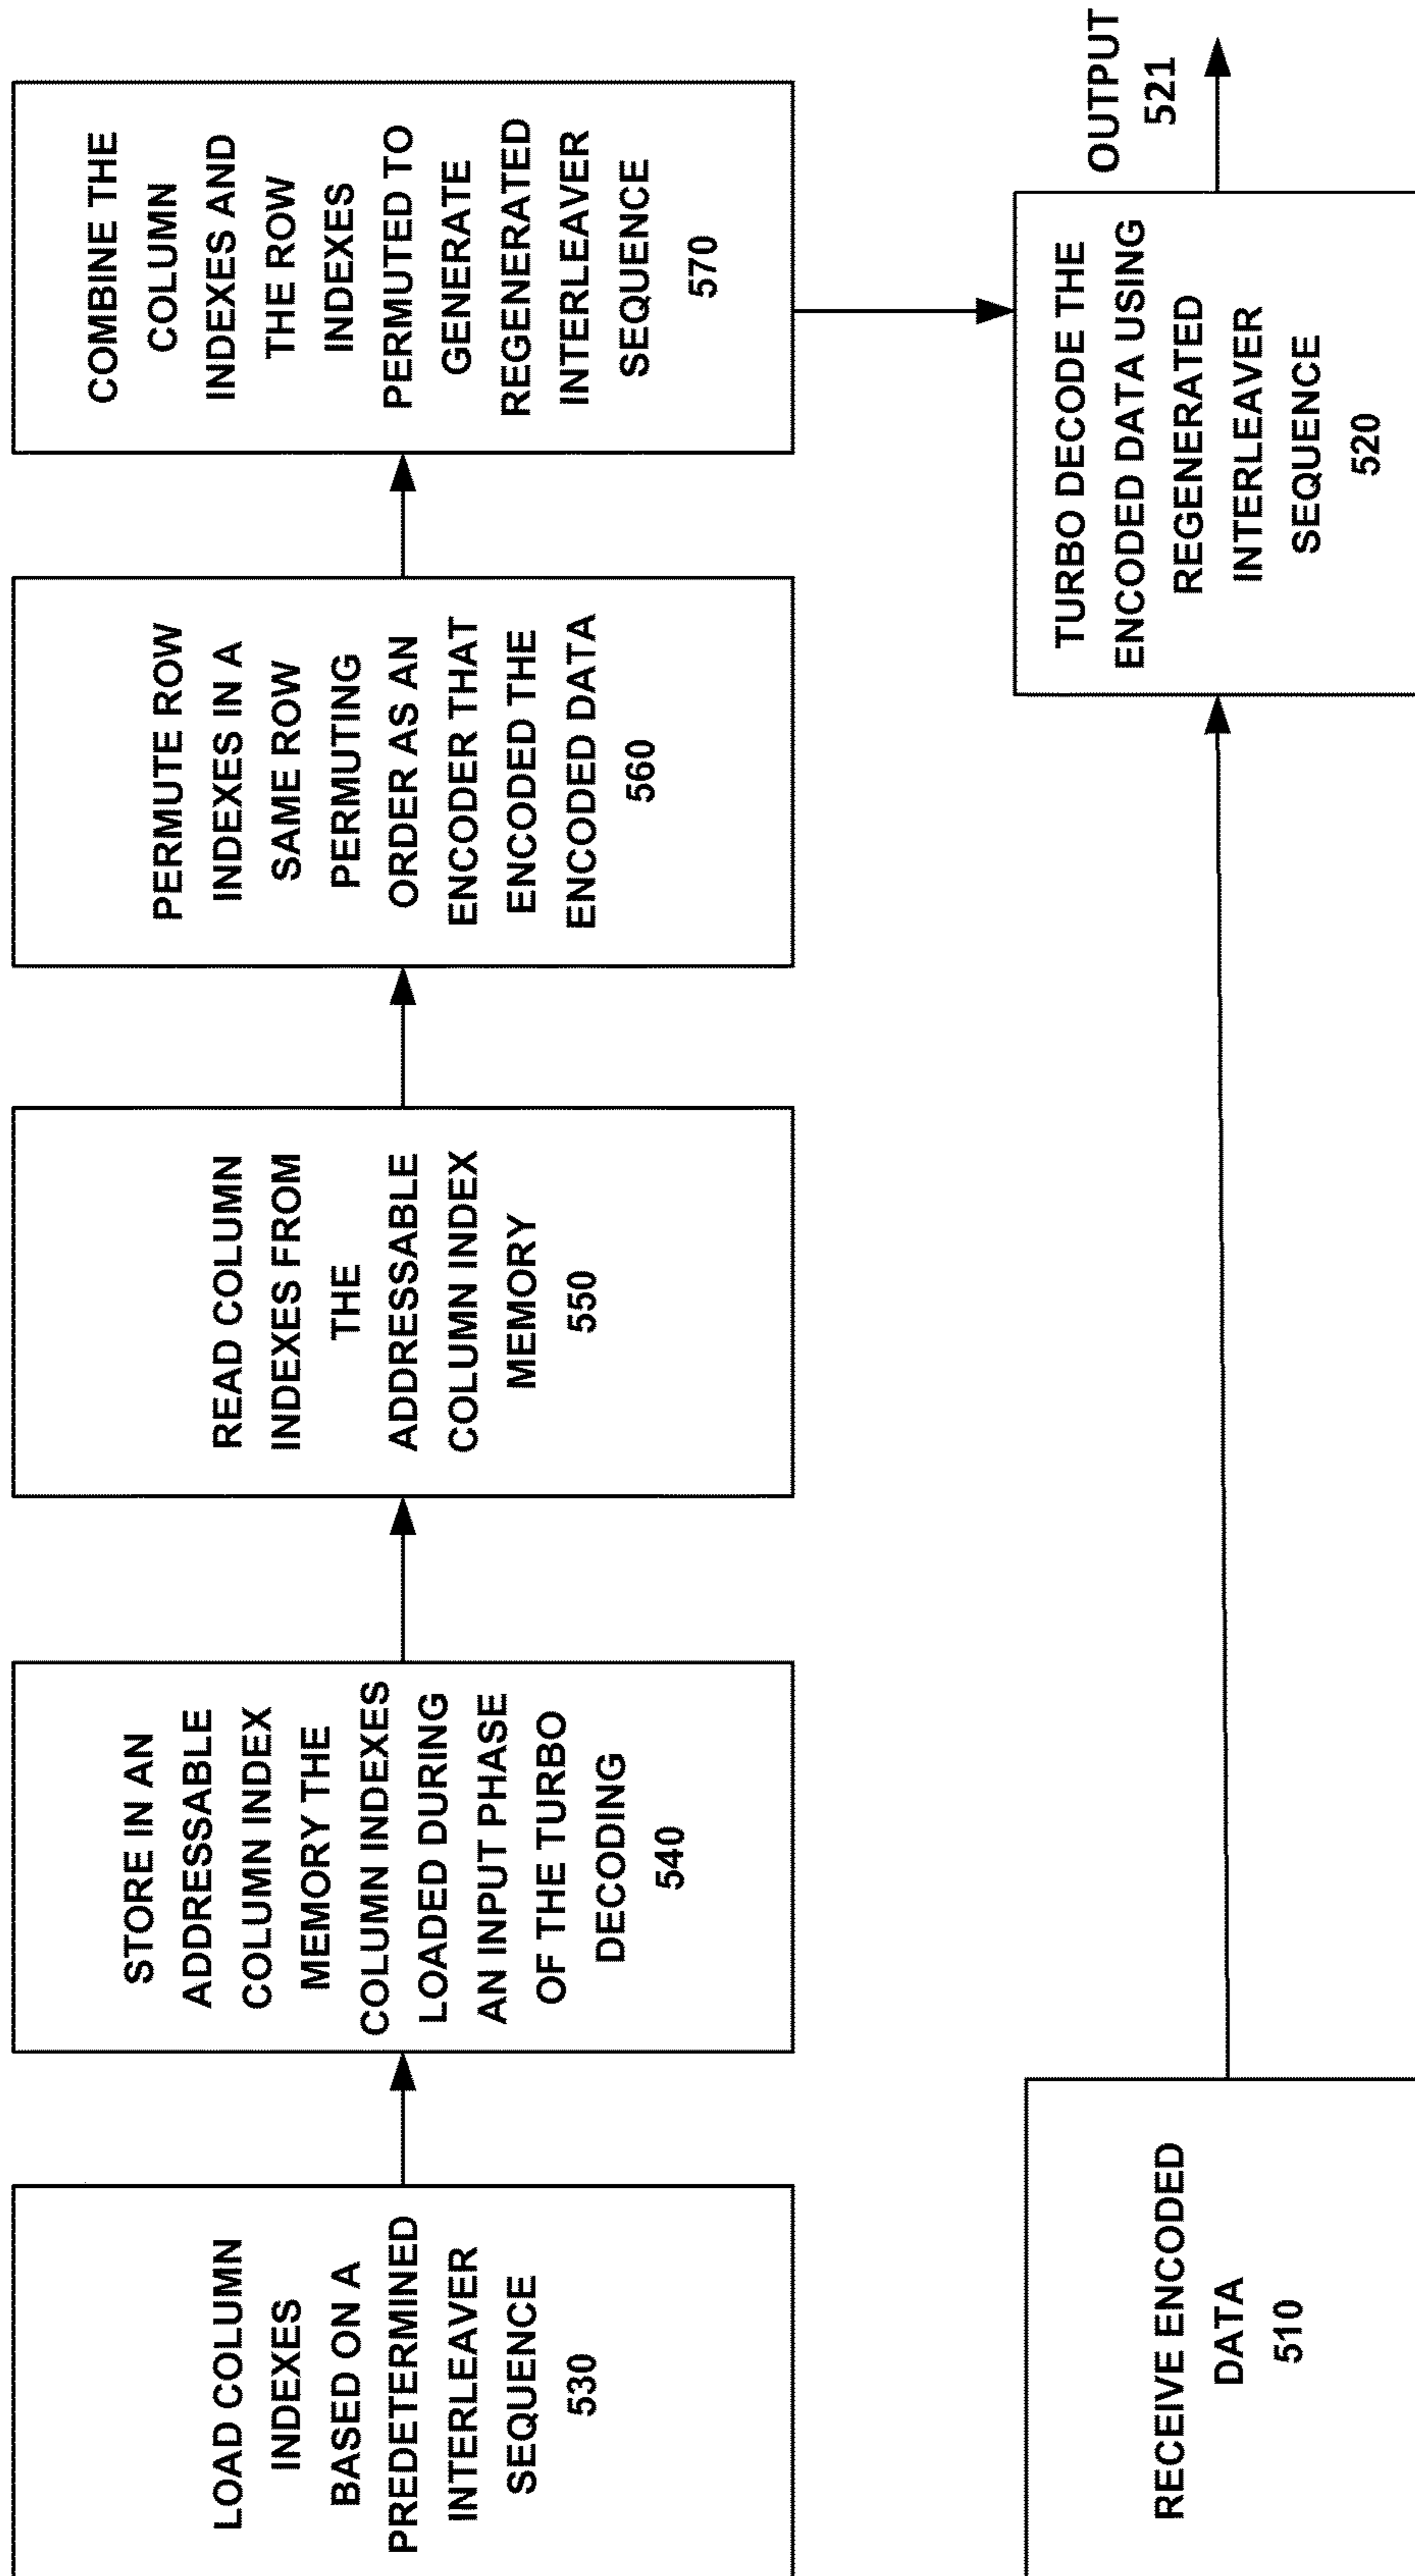 LOAD COLUMN
INDEXES
BASED ON A
PREDETERMINED
INTERLEAVER
SEQUENCE
530
STORE IN AN
ADDRESSABLE
COLUMN INDEX
MEMORY THE
COLUMN INDEXES
LOADED DURING
AN INPUT PHASE
OF THE TURBO
DECODING
540
READ COLUMN
INDEXES FROM
THE
ADDRESSABLE
COLUMN INDEX
MEMORY
550
PERMUTE ROW
INDEXES IN A
SAME ROW
PERMUTING
ORDER AS AN
ENCODER THAT
ENCODED THE
ENCODED DATA
560
COMBINE THE
COLUMN
INDEXES AND
THE ROW
INDEXES
PERMUTED TO
GENERATE
REGENERATED
INTERLEAVER
SEQUENCE
570
RECEIVE ENCODED
DATA
510
TURBO DECODE THE
ENCODED DATA USING
REGENERATED
INTERLEAVER
SEQUENCE
520
OUTPUT
521